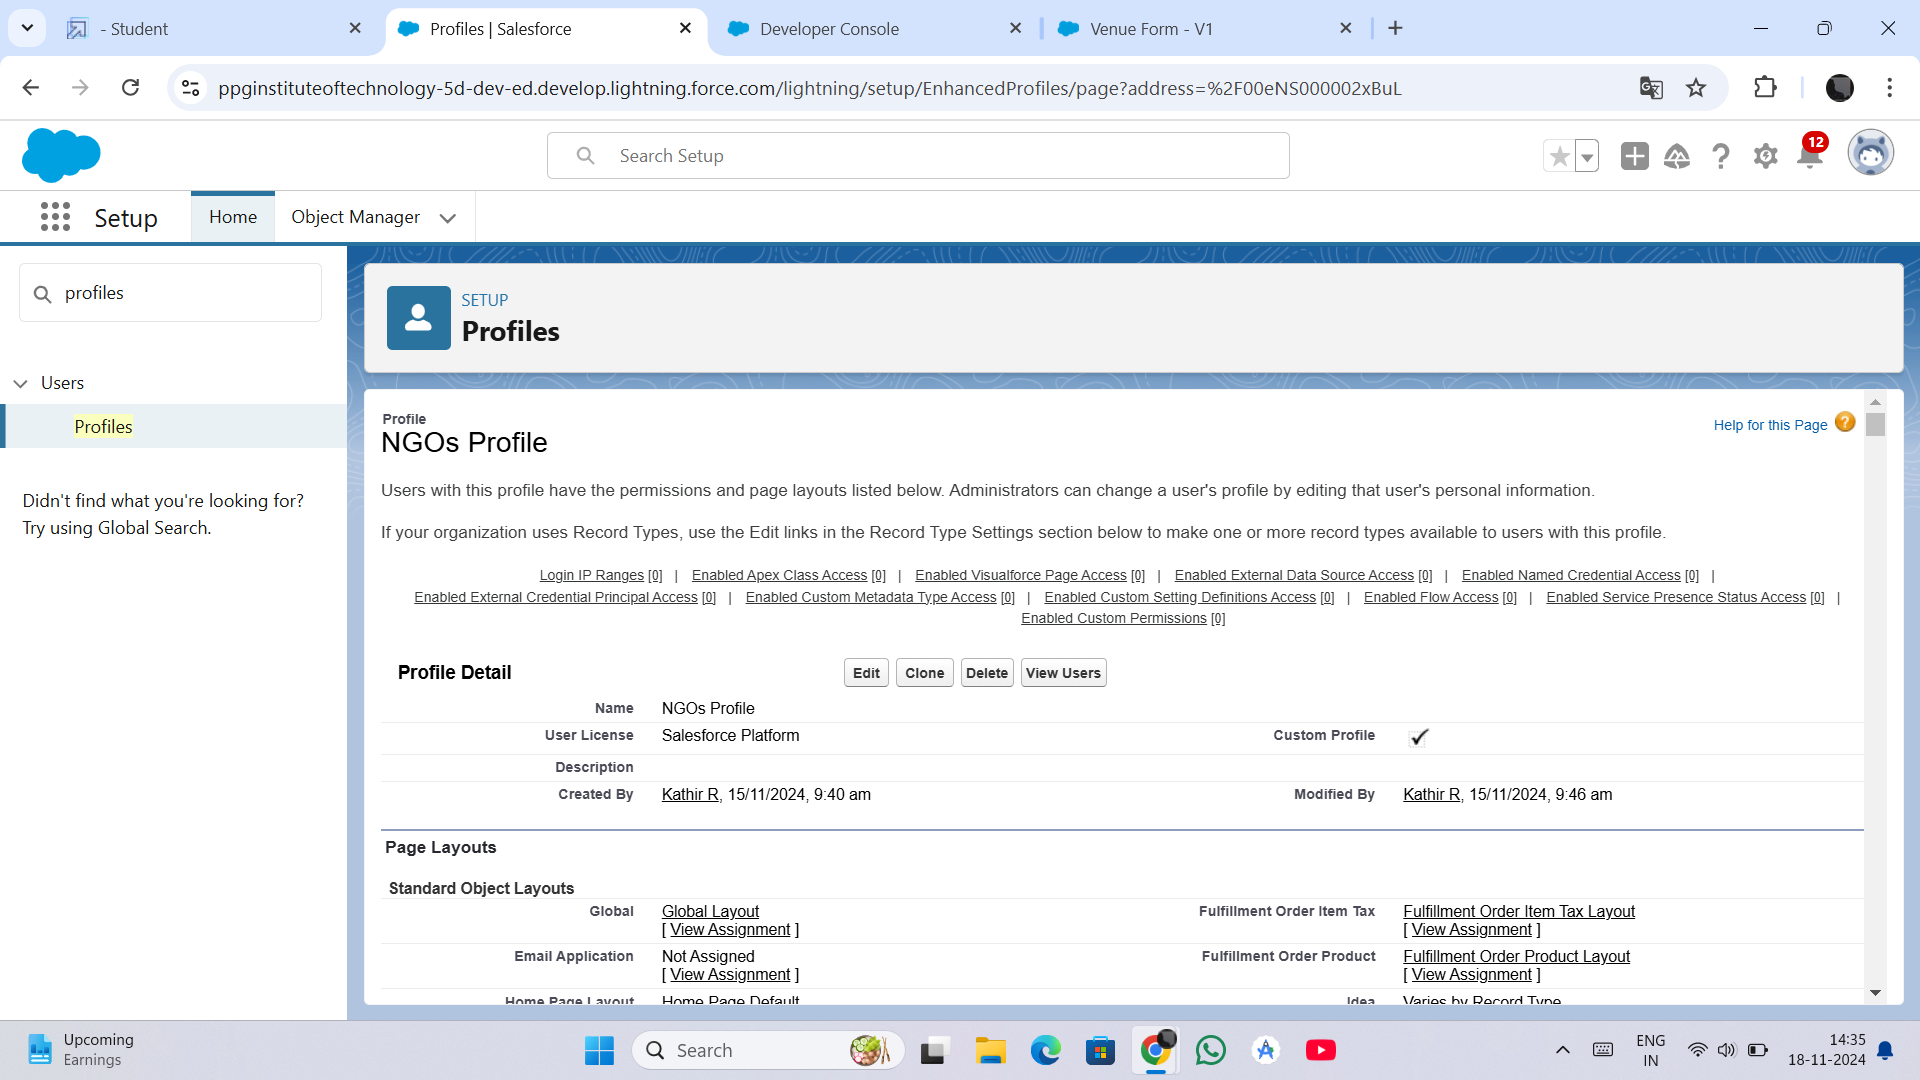 - Student
Profiles | Salesforce
Developer Console
Venue Form - V1
ppginstituteoftechnology-5d-dev-ed.develop.lightning.force.com/lightning/setup/EnhancedProfiles/page?address=%2F00eNS000002xBuL
Search Setup
12
Setup
Home
Object Manager
profiles
Users
Profiles
Didn't find what you're looking for?
Try using Global Search.
SETUP
Profiles
Profile
NGOs Profile
Help for this Page
Users with this profile have the permissions and page layouts listed below. Administrators can change a user's profile by editing that user's personal information.
If your organization uses Record Types, use the Edit links in the Record Type Settings section below to make one or more record types available to users with this profile.
Login IP Ranges [0] | Enabled Apex Class Access [0] | Enabled Visualforce Page Access [0] | Enabled External Data Source Access [0] | Enabled Named Credential Access [0] |
Enabled External Credential Principal Access [0] | Enabled Custom Metadata Type Access [0] | Enabled Custom Setting Definitions Access [0] | Enabled Flow Access [0] | Enabled Service Presence Status Access [0] |
Enabled Custom Permissions [0]
Profile Detail
Edit Clone Delete View Users
Name NGOs Profile
User License Salesforce Platform Custom Profile
Description
Created By Kathir R, 15/11/2024, 9:40 am Modified By Kathir R, 15/11/2024, 9:46 am
Page Layouts
Standard Object Layouts
Global Global Layout Fulfillment Order Item Tax Fulfillment Order Item Tax Layout
[ View Assignment ] [ View Assignment ]
Email Application Not Assigned Fulfillment Order Product Fulfillment Order Product Layout
[ View Assignment ] [ View Assignment ]
Home Page Layout Home Page Default Idea Varies by Record Type
Upcoming
Earnings
Search
ENG
IN
14:35
18-11-2024